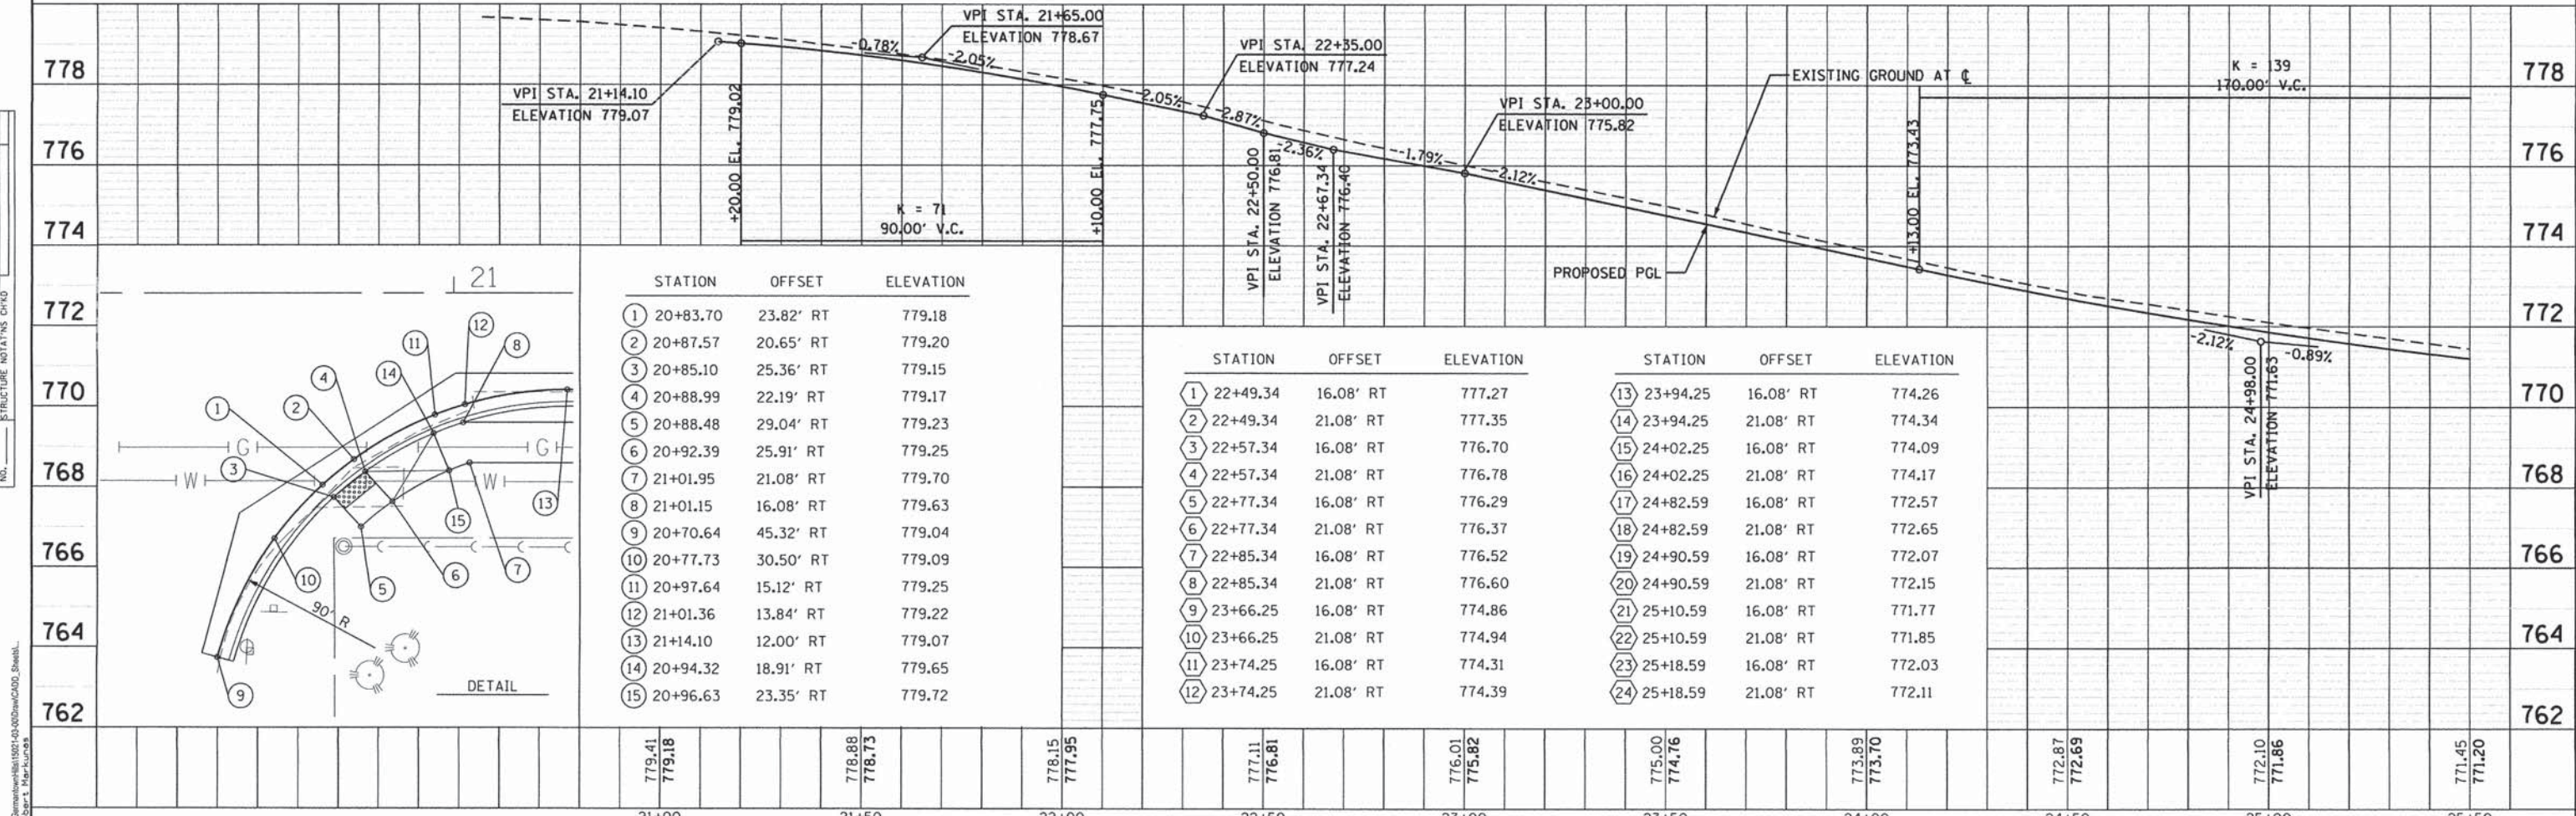 VPI STA. 21+65.00
ELEVATION 778.67
-0.78%
-2.05%
VPI STA. 21+14.10
ELEVATION 779.07
+20.00 EL. 779.02
K = 71
90.00' V.C.
+10.00 EL. 777.75
VPI STA. 22+35.00
ELEVATION 777.24
-2.05%
-2.87%
VPI STA. 22+50.00
ELEVATION 776.81
-2.36%
VPI STA. 22+67.34
ELEVATION 776.40
-1.79%
VPI STA. 23+00.00
ELEVATION 775.82
-2.12%
EXISTING GROUND AT ℄
PROPOSED PGL
+13.00 EL. 773.43
K = 139
170.00' V.C.
-2.12%
-0.89%
VPI STA. 24+98.00
ELEVATION 771.63
778
776
774
772
770
768
766
764
762
778
776
774
772
770
768
766
764
762
NO.
STRUCTURE NOTAT'NS CH'KD
21
12
11
8
14
4
2
1
G
G
3
W
W
13
15
10
5
6
7
90' R
9
DETAIL
STATION OFFSET ELEVATION
1 20+83.70 23.82' RT 779.18
2 20+87.57 20.65' RT 779.20
3 20+85.10 25.36' RT 779.15
4 20+88.99 22.19' RT 779.17
5 20+88.48 29.04' RT 779.23
6 20+92.39 25.91' RT 779.25
7 21+01.95 21.08' RT 779.70
8 21+01.15 16.08' RT 779.63
9 20+70.64 45.32' RT 779.04
10 20+77.73 30.50' RT 779.09
11 20+97.64 15.12' RT 779.25
12 21+01.36 13.84' RT 779.22
13 21+14.10 12.00' RT 779.07
14 20+94.32 18.91' RT 779.65
15 20+96.63 23.35' RT 779.72
STATION OFFSET ELEVATION
1 22+49.34 16.08' RT 777.27
2 22+49.34 21.08' RT 777.35
3 22+57.34 16.08' RT 776.70
4 22+57.34 21.08' RT 776.78
5 22+77.34 16.08' RT 776.29
6 22+77.34 21.08' RT 776.37
7 22+85.34 16.08' RT 776.52
8 22+85.34 21.08' RT 776.60
9 23+66.25 16.08' RT 774.86
10 23+66.25 21.08' RT 774.94
11 23+74.25 16.08' RT 774.31
12 23+74.25 21.08' RT 774.39
STATION OFFSET ELEVATION
13 23+94.25 16.08' RT 774.26
14 23+94.25 21.08' RT 774.34
15 24+02.25 16.08' RT 774.09
16 24+02.25 21.08' RT 774.17
17 24+82.59 16.08' RT 772.57
18 24+82.59 21.08' RT 772.65
19 24+90.59 16.08' RT 772.07
20 24+90.59 21.08' RT 772.15
21 25+10.59 16.08' RT 771.77
22 25+10.59 21.08' RT 771.85
23 25+18.59 16.08' RT 772.03
24 25+18.59 21.08' RT 772.11
779.41
779.18
778.88
778.73
778.15
777.95
777.11
776.81
776.01
775.82
775.00
774.76
773.89
773.70
772.87
772.69
772.10
771.86
771.45
771.20